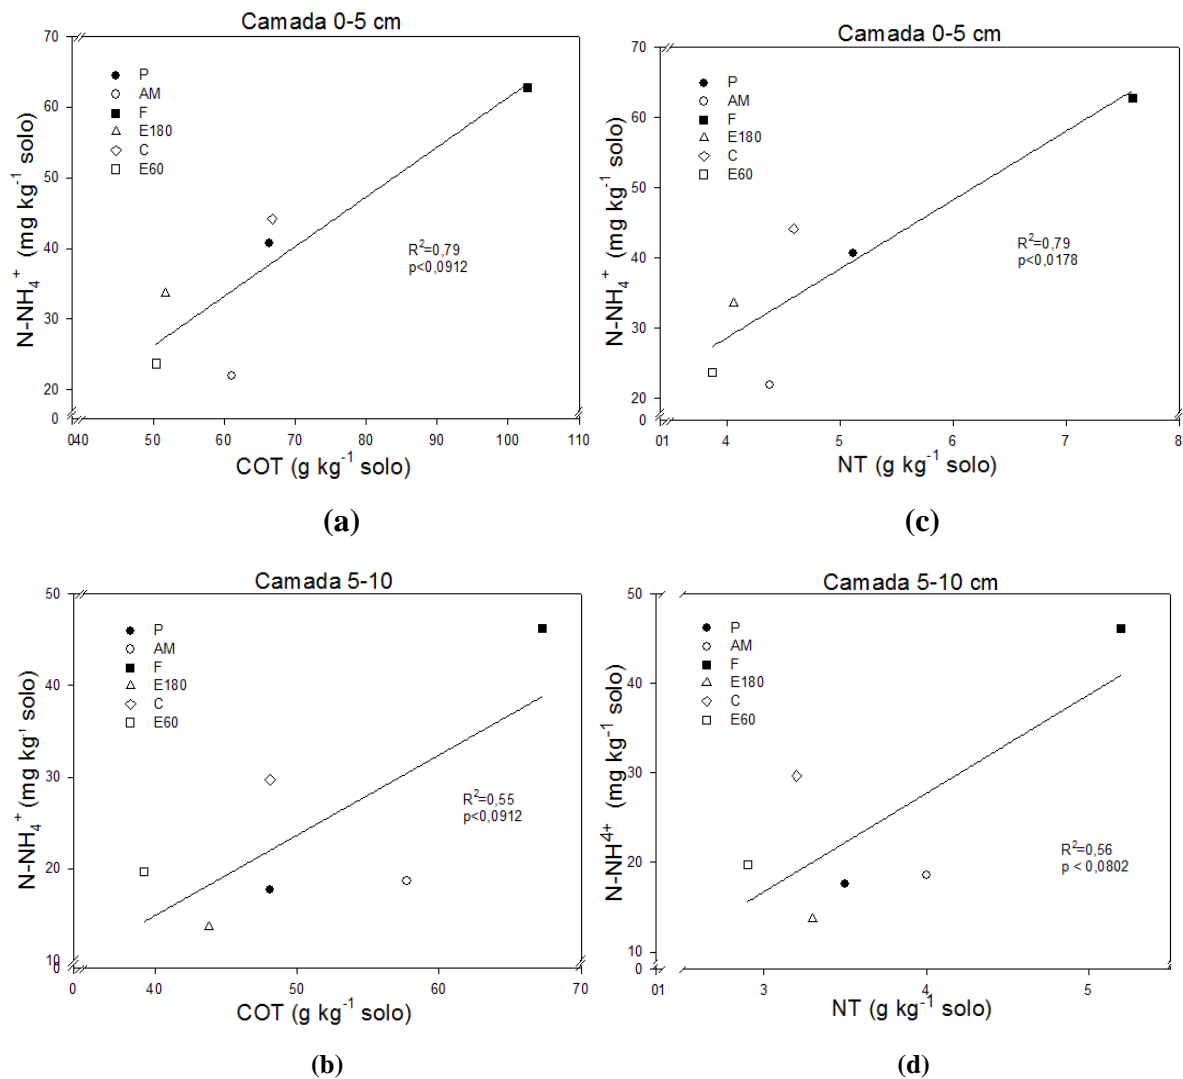 Camada 0-5 cm
70
60
50
40
30
20
0
P
AM
F
E180
C
E60
R²=0,79
p<0,0912
N-NH₄⁺ (mg kg⁻¹ solo)
040 50 60 70 80 90 100 110
COT (g kg⁻¹ solo)
(a)
Camada 0-5 cm
70
60
50
40
30
20
0
P
AM
F
E180
C
E60
R²=0,79
p<0,0178
N-NH₄⁺ (mg kg⁻¹ solo)
01 4 5 6 7 8
NT (g kg⁻¹ solo)
(c)
Camada 5-10
50
40
30
20
10
0
P
AM
F
E180
C
E60
R²=0,55
p<0,0912
N-NH₄⁺ (mg kg⁻¹ solo)
0 40 50 60 70
COT (g kg⁻¹ solo)
(b)
Camada 5-10 cm
50
40
30
20
10
0
P
AM
F
E180
C
E60
R²=0,56
p < 0,0802
N-NH⁴⁺ (mg kg⁻¹ solo)
01 3 4 5
NT (g kg⁻¹ solo)
(d)